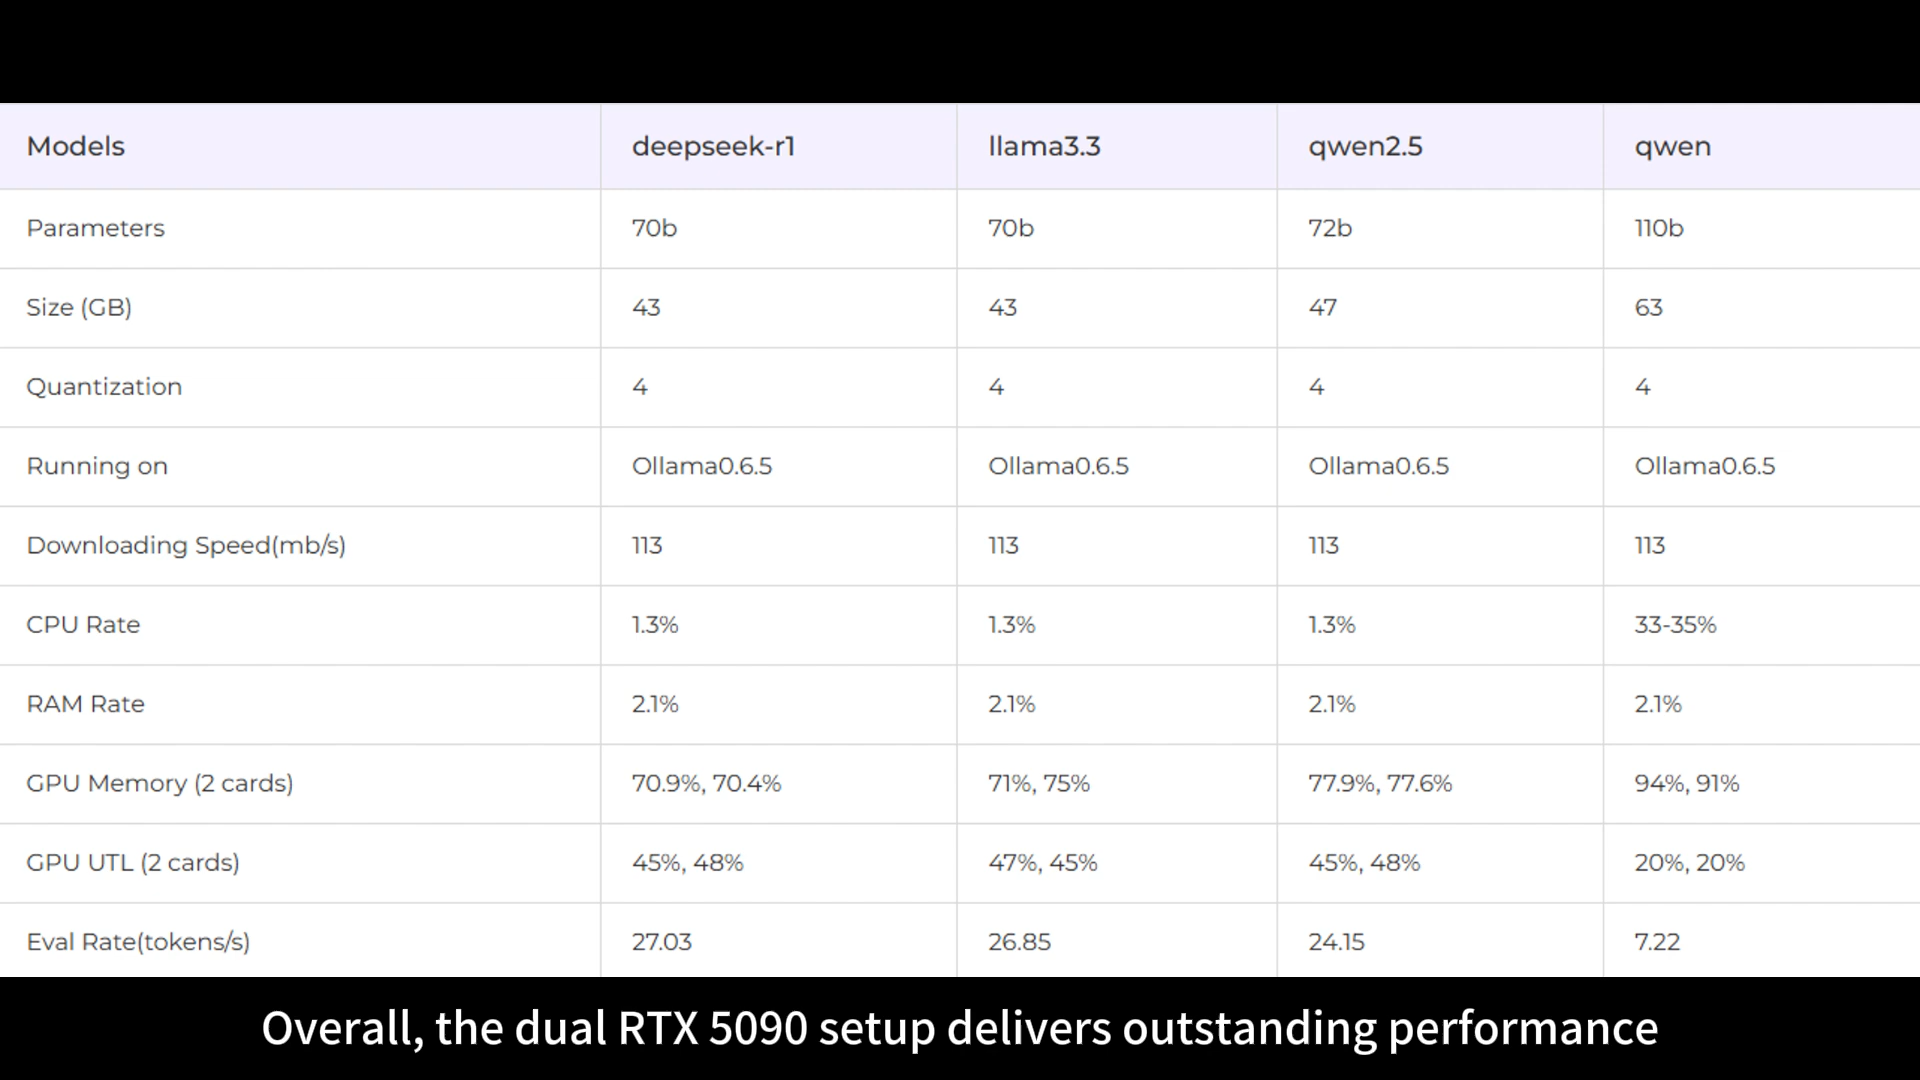 Models deepseek-r1 llama3.3 qwen2.5 qwen
Parameters 70b 70b 72b 110b
Size (GB) 43 43 47 63
Quantization 4 4 4 4
Running on Ollama0.6.5 Ollama0.6.5 Ollama0.6.5 Ollama0.6.5
Downloading Speed(mb/s) 113 113 113 113
CPU Rate 1.3% 1.3% 1.3% 33-35%
RAM Rate 2.1% 2.1% 2.1% 2.1%
GPU Memory (2 cards) 70.9%, 70.4% 71%, 75% 77.9%, 77.6% 94%, 91%
GPU UTL (2 cards) 45%, 48% 47%, 45% 45%, 48% 20%, 20%
Eval Rate(tokens/s) 27.03 26.85 24.15 7.22
Overall, the dual RTX 5090 setup delivers outstanding performance